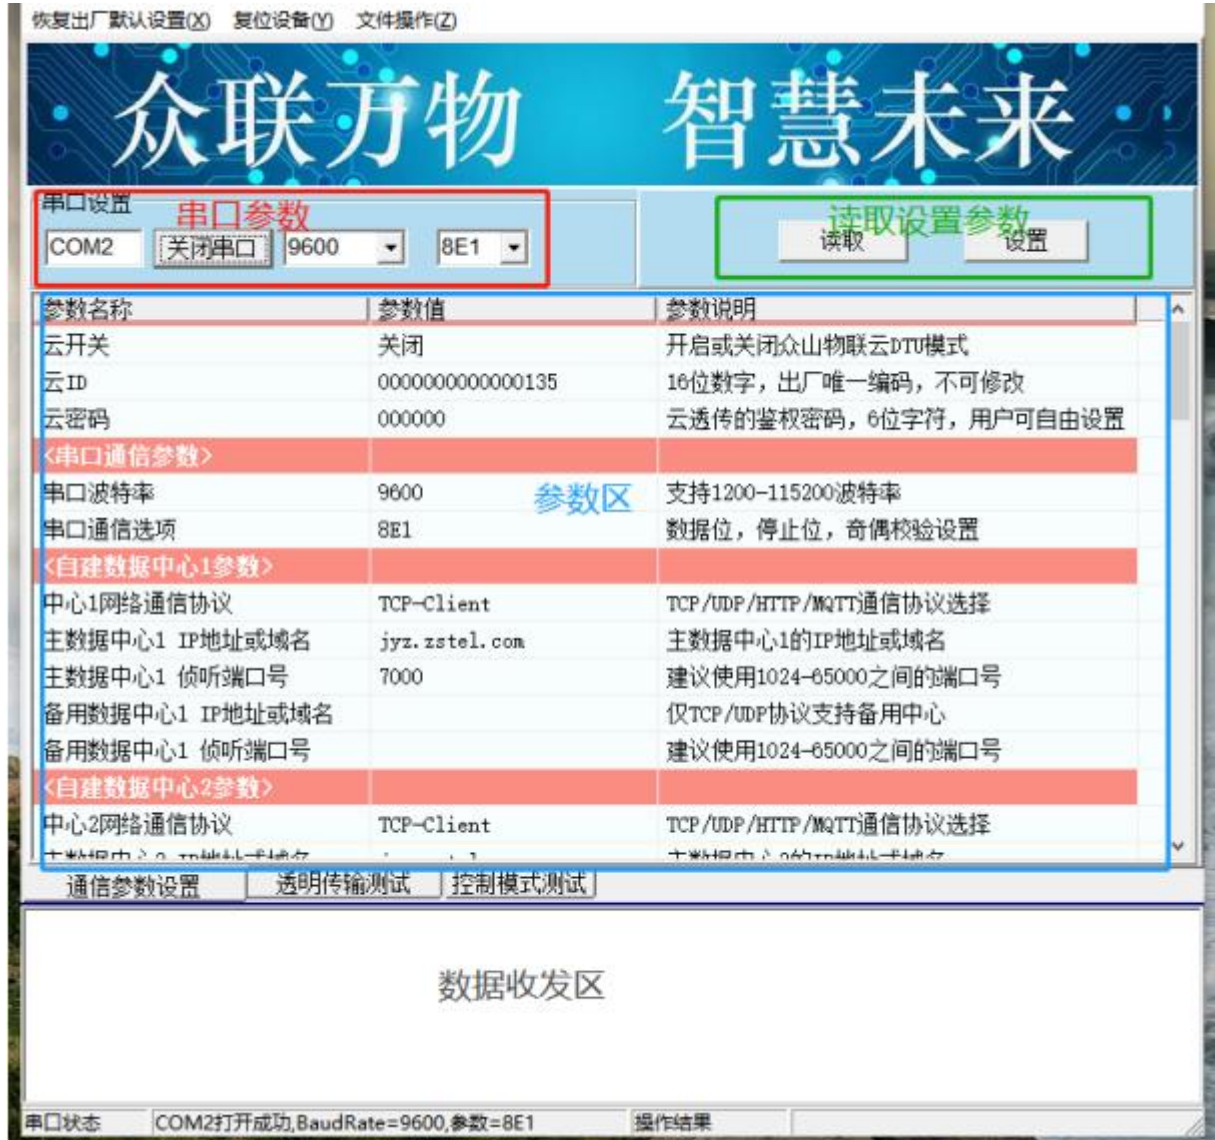 恢复出厂默认设置(X) 复位设备(Y) 文件操作(Z)
众联万物 智慧未来
串口设置
串口参数
COM2 关闭串口 9600 8E1
读取设置参数
读取 设置
参数名称 参数值 参数说明
云开关 关闭 开启或关闭众山物联云DTU模式
云ID 0000000000000135 16位数字，出厂唯一编码，不可修改
云密码 000000 云透传的鉴权密码，6位字符，用户可自由设置
<串口通信参数>
串口波特率 9600 支持1200-115200波特率
参数区
串口通信选项 8E1 数据位，停止位，奇偶校验设置
<自建数据中心1参数>
中心1网络通信协议 TCP-Client TCP/UDP/HTTP/MQTT通信协议选择
主数据中心1 IP地址或域名 jyz.zstel.com 主数据中心1的IP地址或域名
主数据中心1 侦听端口号 7000 建议使用1024-65000之间的端口号
备用数据中心1 IP地址或域名 仅TCP/UDP协议支持备用中心
备用数据中心1 侦听端口号 建议使用1024-65000之间的端口号
<自建数据中心2参数>
中心2网络通信协议 TCP-Client TCP/UDP/HTTP/MQTT通信协议选择
通信参数设置 透明传输测试 控制模式测试
数据收发区
串口状态 COM2打开成功,BaudRate=9600,参数=8E1 操作结果